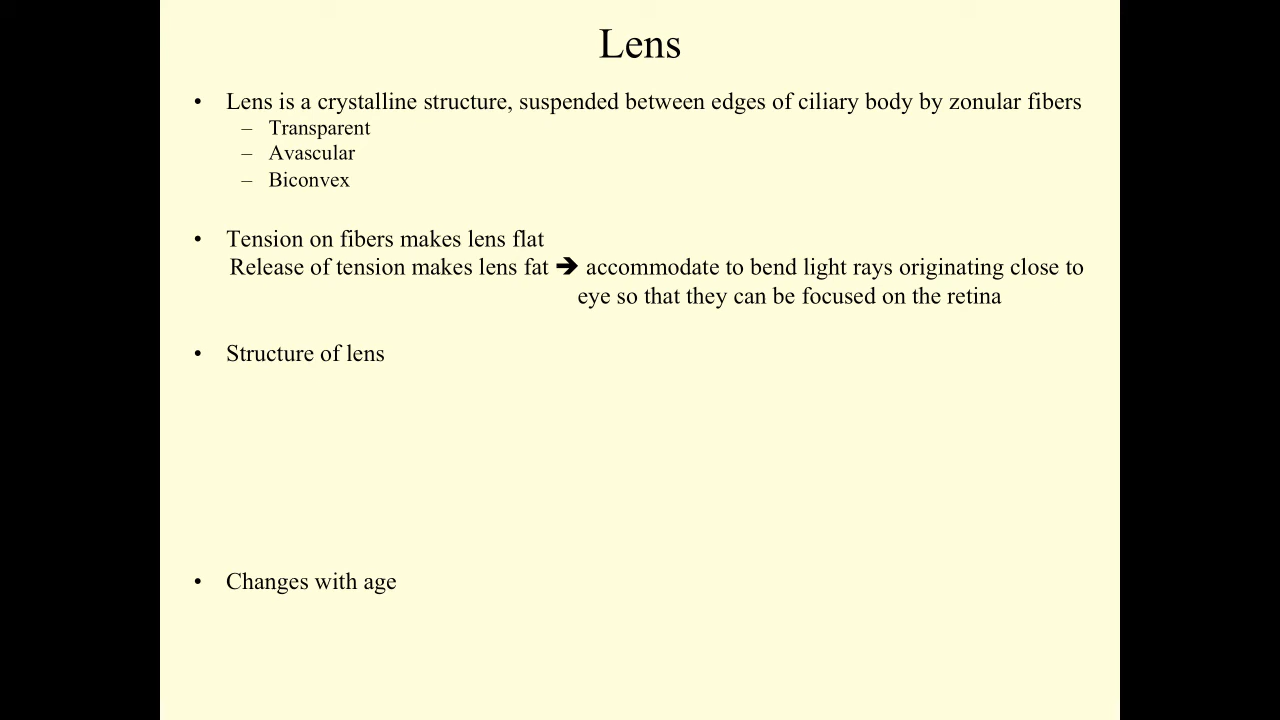 Lens
• Lens is a crystalline structure, suspended between edges of ciliary body by zonular fibers
– Transparent
– Avascular
– Biconvex
• Tension on fibers makes lens flat
Release of tension makes lens fat ➔ accommodate to bend light rays originating close to
eye so that they can be focused on the retina
• Structure of lens
• Changes with age